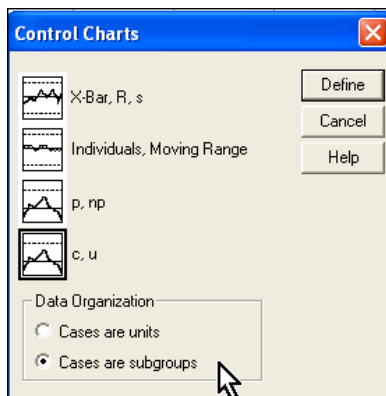 Control Charts
X-Bar, R, s
Individuals, Moving Range
p, np
c, u
Define
Cancel
Help
Data Organization
Cases are units
Cases are subgroups